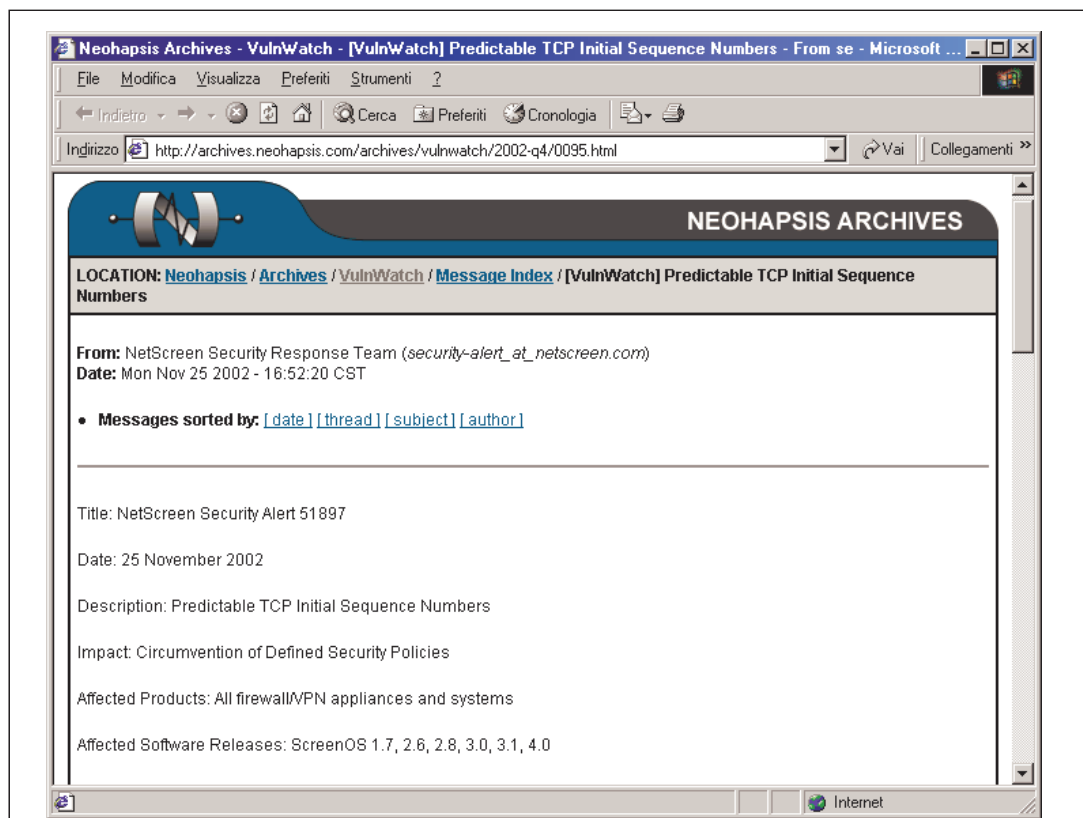 Neohapsis Archives - VulnWatch - [VulnWatch] Predictable TCP Initial Sequence Numbers - From se - Microsoft ...
File Modifica Visualizza Preferiti Strumenti ?
Indietro Cerca Preferiti Cronologia
Indirizzo http://archives.neohapsis.com/archives/vulnwatch/2002-q4/0095.html Vai Collegamenti »
NEOHAPSIS ARCHIVES
LOCATION: Neohapsis / Archives / VulnWatch / Message Index / [VulnWatch] Predictable TCP Initial Sequence
Numbers
From: NetScreen Security Response Team (security-alert_at_netscreen.com)
Date: Mon Nov 25 2002 - 16:52:20 CST
• Messages sorted by: [ date ] [ thread ] [ subject ] [ author ]
Title: NetScreen Security Alert 51897
Date: 25 November 2002
Description: Predictable TCP Initial Sequence Numbers
Impact: Circumvention of Defined Security Policies
Affected Products: All firewall/VPN appliances and systems
Affected Software Releases: ScreenOS 1.7, 2.6, 2.8, 3.0, 3.1, 4.0
Internet